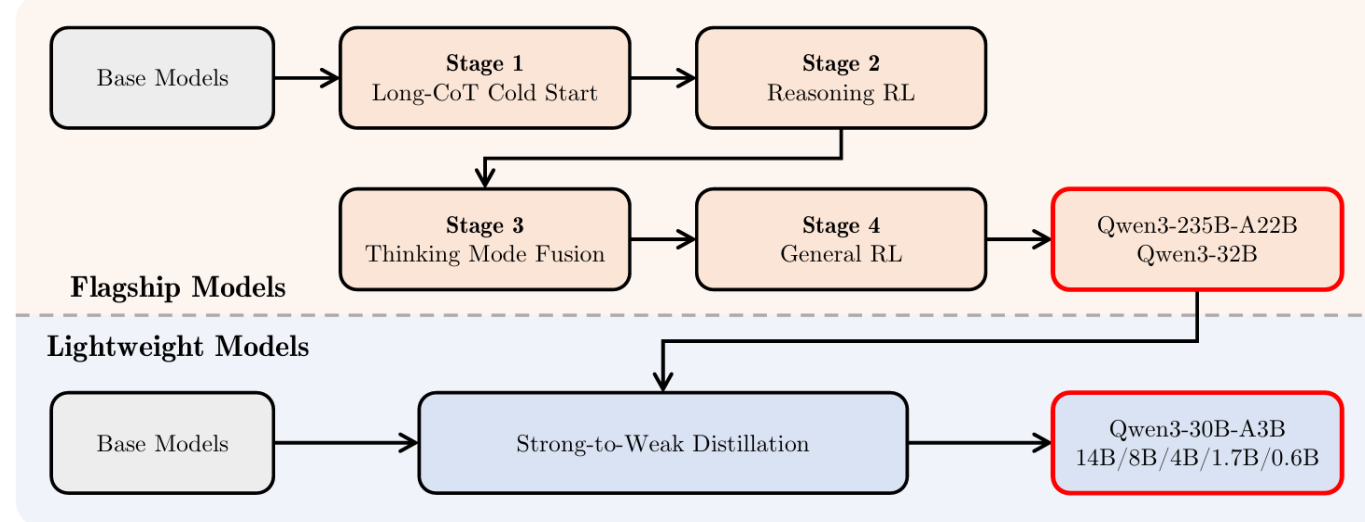 Base Models
Stage 1
Long-CoT Cold Start
Stage 2
Reasoning RL
Stage 3
Thinking Mode Fusion
Stage 4
General RL
Qwen3-235B-A22B
Qwen3-32B
Flagship Models
Lightweight Models
Base Models
Strong-to-Weak Distillation
Qwen3-30B-A3B
14B/8B/4B/1.7B/0.6B